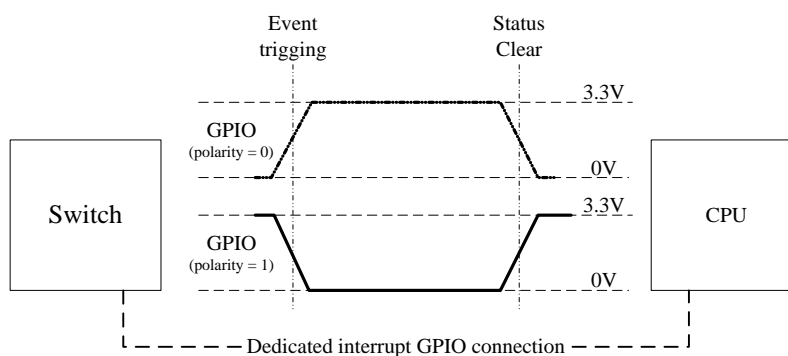 Event
trigging
Status
Clear
3.3V
GPIO
(polarity = 0)
0V
Switch
CPU
3.3V
GPIO
(polarity = 1)
0V
Dedicated interrupt GPIO connection